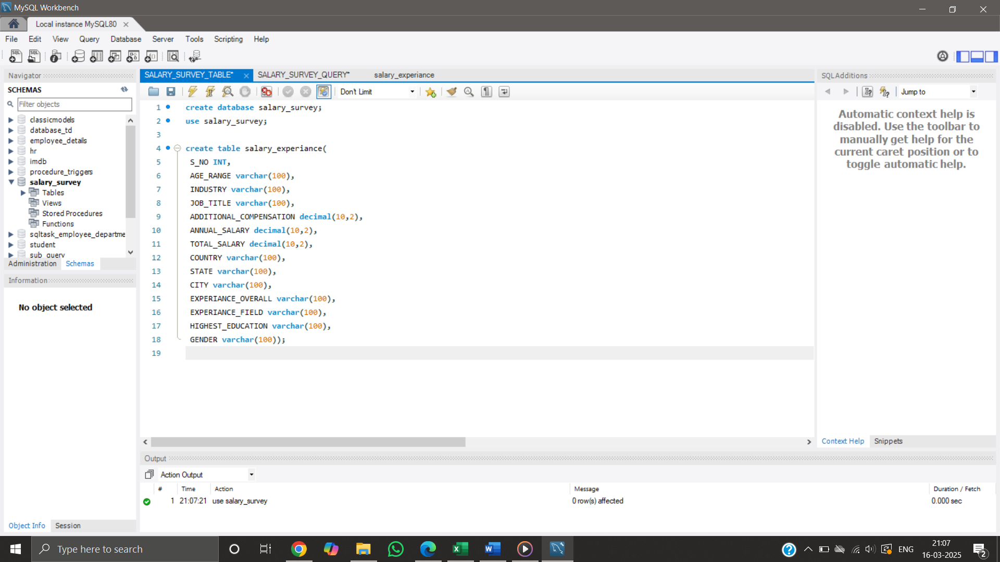 MySQL Workbench
Local instance MySQL80
File Edit View Query Database Server Tools Scripting Help
Navigator
SCHEMAS
Filter objects
classicmodels
database_td
employee_details
hr
imdb
procedure_triggers
salary_survey
Tables
Views
Stored Procedures
Functions
sqltask_employee_departme
student
sub_query
Administration Schemas
Information
No object selected
Object Info Session
SALARY_SURVEY_TABLE* SALARY_SURVEY_QUERY* salary_experiance
Don't Limit
1 create database salary_survey;
2 use salary_survey;
3
4 create table salary_experiance(
5 S_NO INT,
6 AGE_RANGE varchar(100),
7 INDUSTRY varchar(100),
8 JOB_TITLE varchar(100),
9 ADDITIONAL_COMPENSATION decimal(10,2),
10 ANNUAL_SALARY decimal(10,2),
11 TOTAL_SALARY decimal(10,2),
12 COUNTRY varchar(100),
13 STATE varchar(100),
14 CITY varchar(100),
15 EXPERIANCE_OVERALL varchar(100),
16 EXPERIANCE_FIELD varchar(100),
17 HIGHEST_EDUCATION varchar(100),
18 GENDER varchar(100));
19
SQLAdditions
Jump to
Automatic context help is
disabled. Use the toolbar to
manually get help for the
current caret position or to
toggle automatic help.
Context Help Snippets
Output
Action Output
# Time Action Message Duration / Fetch
1 21:07:21 use salary_survey 0 row(s) affected 0.000 sec
Type here to search
ENG
21:07
16-03-2025
2